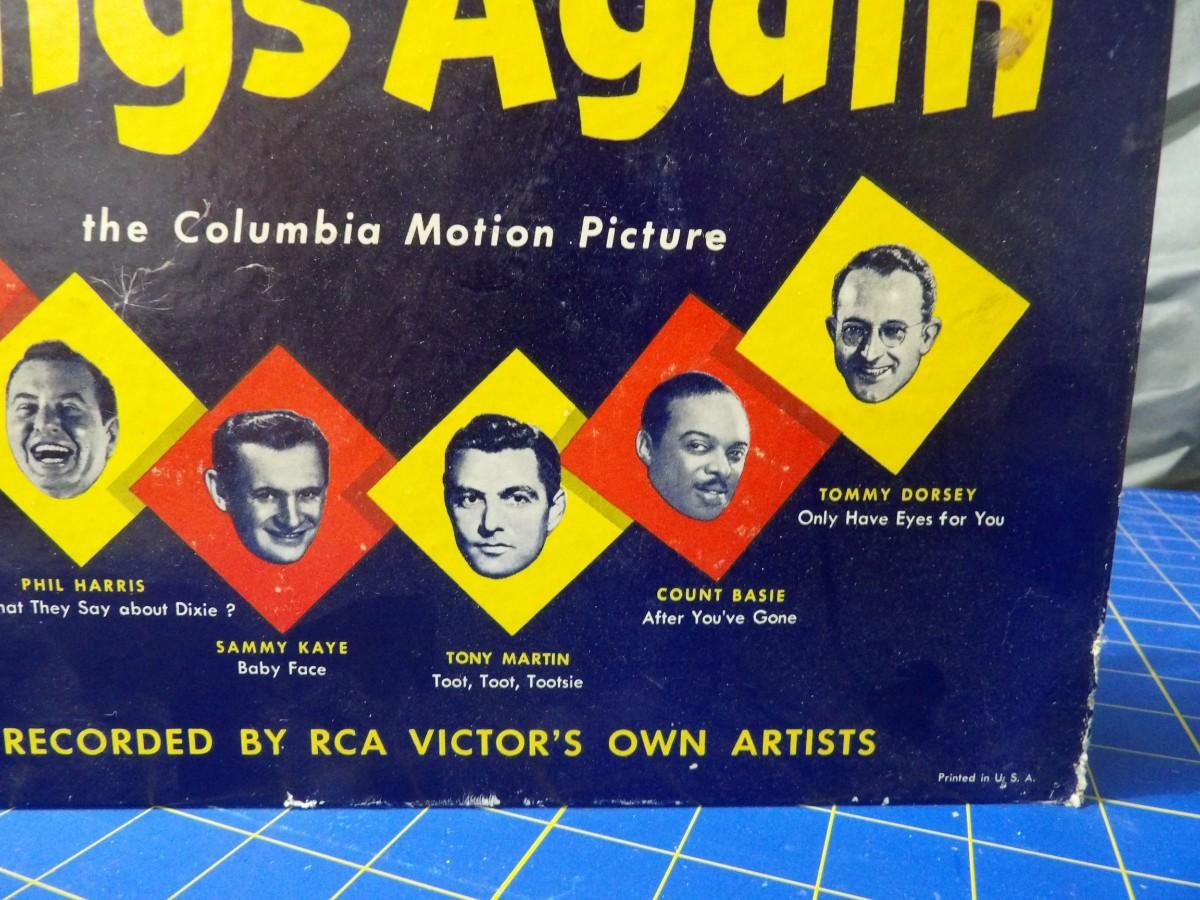 ngs Again
the Columbia Motion Picture
TOMMY DORSEY
Only Have Eyes for You
PHIL HARRIS
hat They Say about Dixie ?
COUNT BASIE
After You've Gone
SAMMY KAYE
Baby Face
TONY MARTIN
Toot, Toot, Tootsie
RECORDED BY RCA VICTOR'S OWN ARTISTS
Printed in U. S. A.